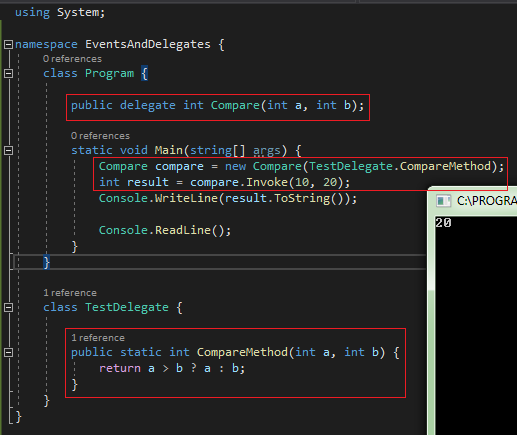 using System;
namespace EventsAndDelegates {
0 references
class Program {
public delegate int Compare(int a, int b);
0 references
static void Main(string[] args) {
Compare compare = new Compare(TestDelegate.CompareMethod);
int result = compare.Invoke(10, 20);
Console.WriteLine(result.ToString());
Console.ReadLine();
}
}
1 reference
class TestDelegate {
1 reference
public static int CompareMethod(int a, int b) {
return a > b ? a : b;
}
}
}
C:\PROGRA
20